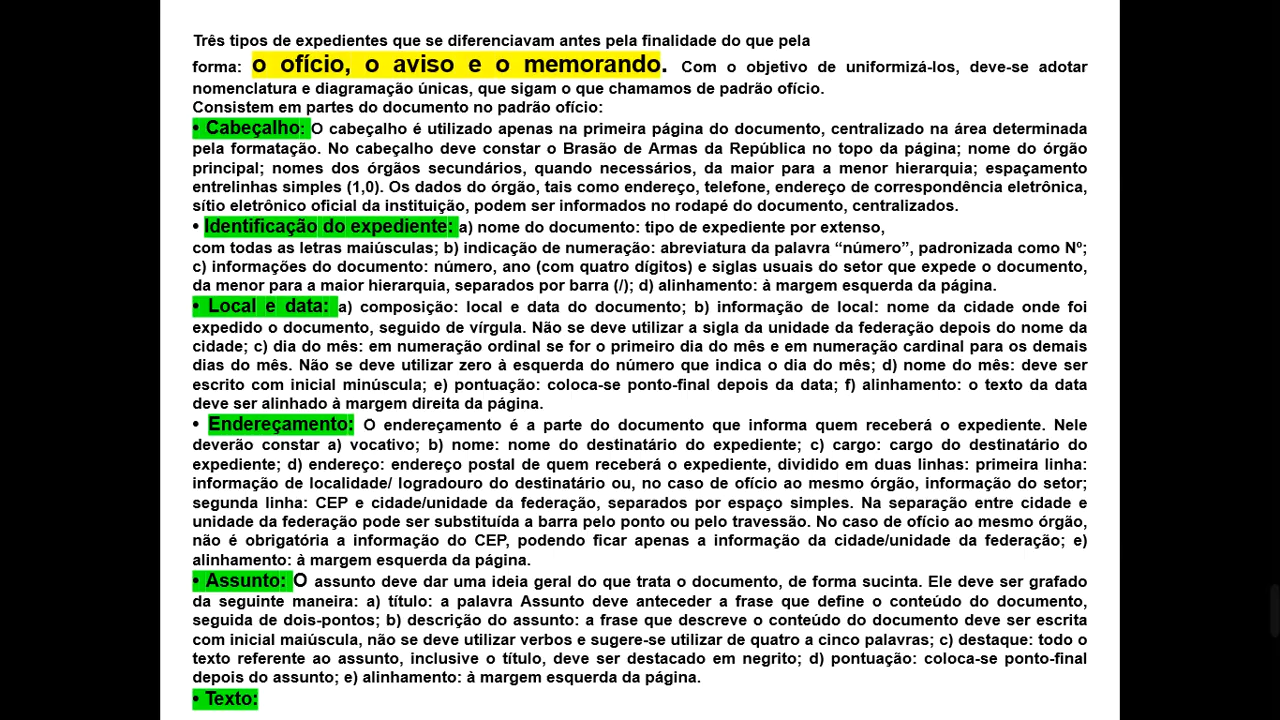 Três tipos de expedientes que se diferenciavam antes pela finalidade do que pela
forma: o ofício, o aviso e o memorando. Com o objetivo de uniformizá-los, deve-se adotar
nomenclatura e diagramação únicas, que sigam o que chamamos de padrão ofício.
Consistem em partes do documento no padrão ofício:
• Cabeçalho: O cabeçalho é utilizado apenas na primeira página do documento, centralizado na área determinada
pela formatação. No cabeçalho deve constar o Brasão de Armas da República no topo da página; nome do órgão
principal; nomes dos órgãos secundários, quando necessários, da maior para a menor hierarquia; espaçamento
entrelinhas simples (1,0). Os dados do órgão, tais como endereço, telefone, endereço de correspondência eletrônica,
sítio eletrônico oficial da instituição, podem ser informados no rodapé do documento, centralizados.
• Identificação do expediente: a) nome do documento: tipo de expediente por extenso,
com todas as letras maiúsculas; b) indicação de numeração: abreviatura da palavra “número”, padronizada como Nº;
c) informações do documento: número, ano (com quatro dígitos) e siglas usuais do setor que expede o documento,
da menor para a maior hierarquia, separados por barra (/); d) alinhamento: à margem esquerda da página.
• Local e data: a) composição: local e data do documento; b) informação de local: nome da cidade onde foi
expedido o documento, seguido de vírgula. Não se deve utilizar a sigla da unidade da federação depois do nome da
cidade; c) dia do mês: em numeração ordinal se for o primeiro dia do mês e em numeração cardinal para os demais
dias do mês. Não se deve utilizar zero à esquerda do número que indica o dia do mês; d) nome do mês: deve ser
escrito com inicial minúscula; e) pontuação: coloca-se ponto-final depois da data; f) alinhamento: o texto da data
deve ser alinhado à margem direita da página.
• Endereçamento: O endereçamento é a parte do documento que informa quem receberá o expediente. Nele
deverão constar a) vocativo; b) nome: nome do destinatário do expediente; c) cargo: cargo do destinatário do
expediente; d) endereço: endereço postal de quem receberá o expediente, dividido em duas linhas: primeira linha:
informação de localidade/ logradouro do destinatário ou, no caso de ofício ao mesmo órgão, informação do setor;
segunda linha: CEP e cidade/unidade da federação, separados por espaço simples. Na separação entre cidade e
unidade da federação pode ser substituída a barra pelo ponto ou pelo travessão. No caso de ofício ao mesmo órgão,
não é obrigatória a informação do CEP, podendo ficar apenas a informação da cidade/unidade da federação; e)
alinhamento: à margem esquerda da página.
• Assunto: O assunto deve dar uma ideia geral do que trata o documento, de forma sucinta. Ele deve ser grafado
da seguinte maneira: a) título: a palavra Assunto deve anteceder a frase que define o conteúdo do documento,
seguida de dois-pontos; b) descrição do assunto: a frase que descreve o conteúdo do documento deve ser escrita
com inicial maiúscula, não se deve utilizar verbos e sugere-se utilizar de quatro a cinco palavras; c) destaque: todo o
texto referente ao assunto, inclusive o título, deve ser destacado em negrito; d) pontuação: coloca-se ponto-final
depois do assunto; e) alinhamento: à margem esquerda da página.
• Texto: